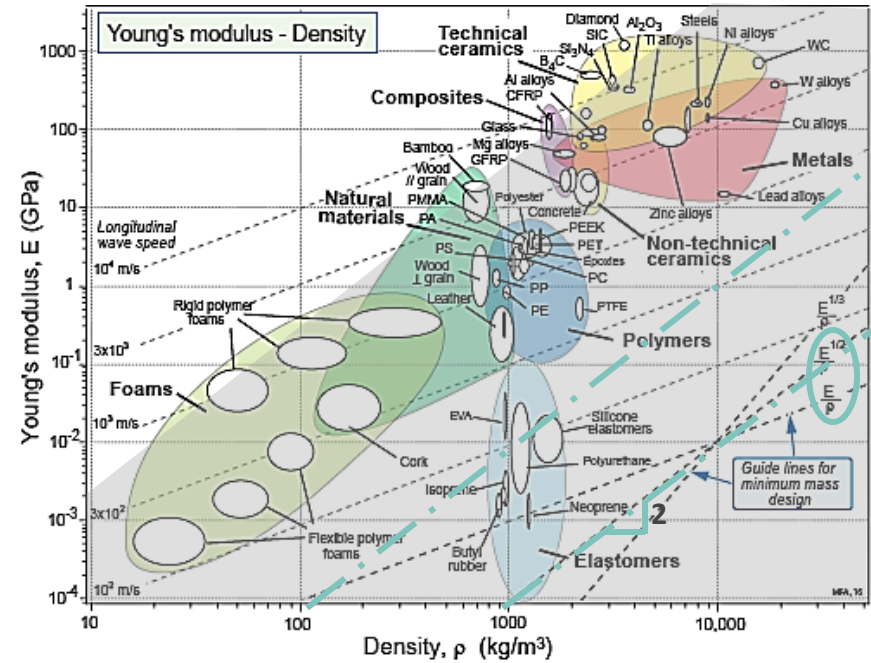 Young's modulus - Density
Young's modulus, E (GPa)
1000
100
10
1
10⁻¹
10⁻²
10⁻³
10⁻⁴
10
100
1000
10,000
Density, ρ (kg/m³)
Technical
ceramics
Diamond
SiC
Si₃N₄
B₄C
Al₂O₃
Steels
Ti alloys
Ni alloys
WC
W alloys
Cu alloys
Metals
Lead alloys
Zinc alloys
Al alloys
CFRP
Composites
Glass
Mg alloys
GFRP
Bamboo
Wood
// grain
Natural
materials
PMMA
PA
Polyester
Concrete
PEEK
PET
Epoxies
PC
Non-technical
ceramics
PS
Wood
⊥ grain
Leather
PP
PE
PTFE
Polymers
Longitudinal
wave speed
10⁴ m/s
3x10³
10³ m/s
3x10²
10² m/s
Rigid polymer
foams
Foams
Cork
Flexible polymer
foams
EVA
Silicone
elastomers
Polyurethane
Isoprene
Neoprene
Butyl
rubber
Elastomers
2
E^1/3
ρ
E^1/2
ρ
E
ρ
Guide lines for
minimum mass
design
MFA, 16